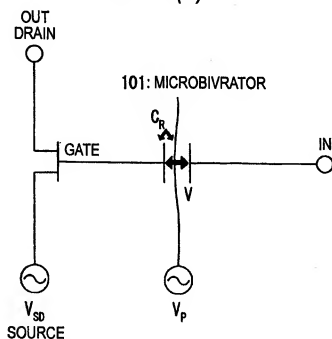 OUT
DRAIN
101: MICROBIVRATOR
C_R
GATE
IN
V
V_SD
V_P
SOURCE